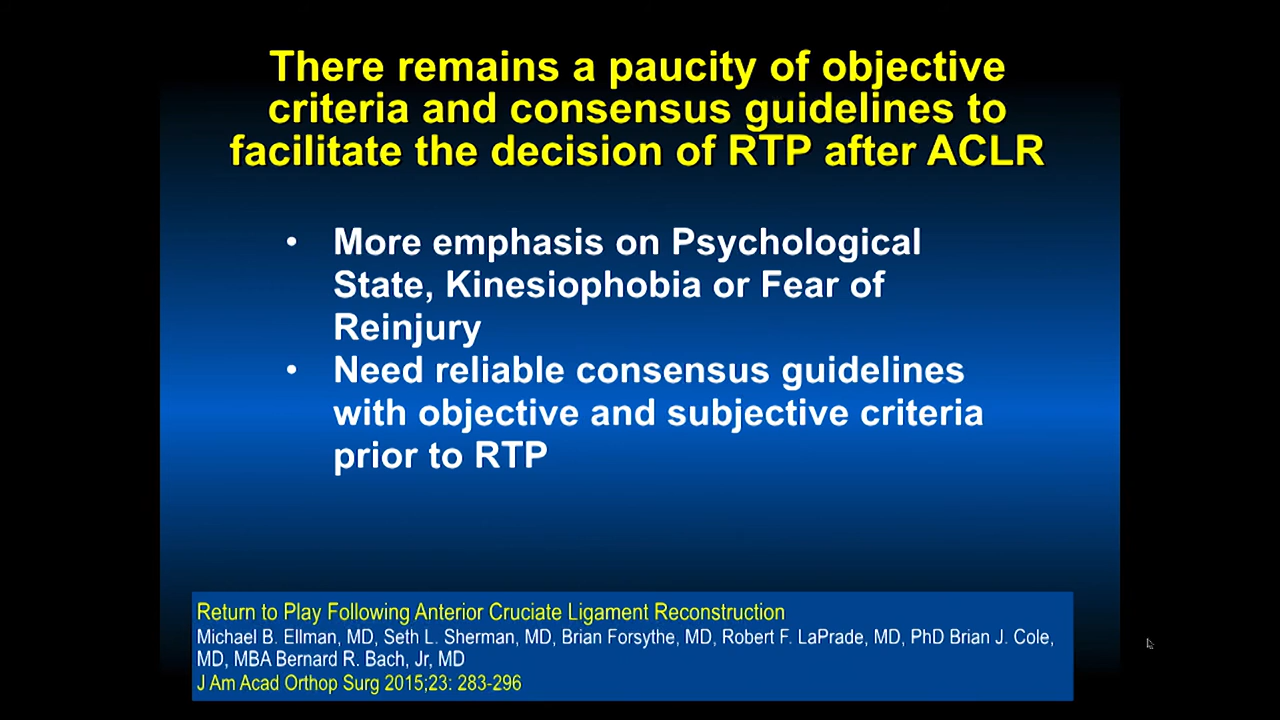 There remains a paucity of objective
criteria and consensus guidelines to
facilitate the decision of RTP after ACLR
• More emphasis on Psychological
State, Kinesiophobia or Fear of
Reinjury
• Need reliable consensus guidelines
with objective and subjective criteria
prior to RTP
Return to Play Following Anterior Cruciate Ligament Reconstruction
Michael B. Ellman, MD, Seth L. Sherman, MD, Brian Forsythe, MD, Robert F. LaPrade, MD, PhD Brian J. Cole,
MD, MBA Bernard R. Bach, Jr, MD
J Am Acad Orthop Surg 2015;23: 283-296